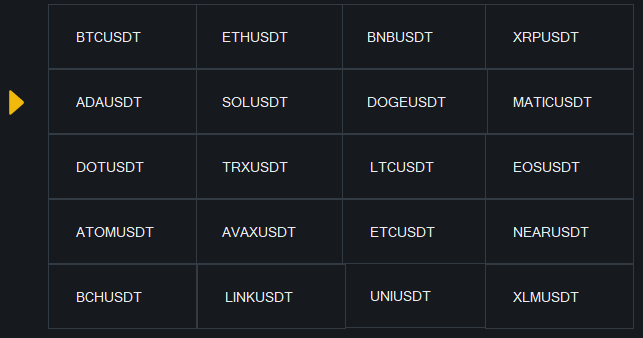 BTCUSDT ETHUSDT BNBUSDT XRPUSDT
ADAUSDT SOLUSDT DOGEUSDT MATICUSDT
DOTUSDT TRXUSDT LTCUSDT EOSUSDT
ATOMUSDT AVAXUSDT ETCUSDT NEARUSDT
BCHUSDT LINKUSDT UNIUSDT XLMUSDT